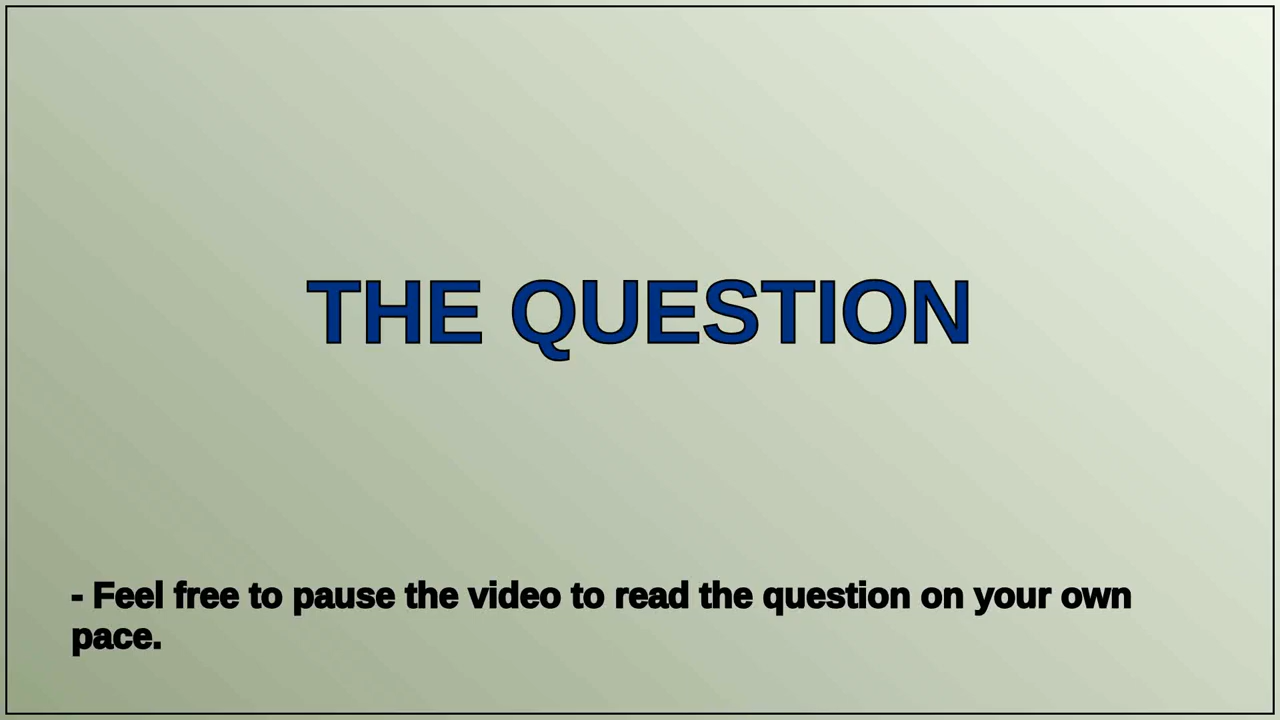 THE QUESTION
- Feel free to pause the video to read the question on your own
pace.